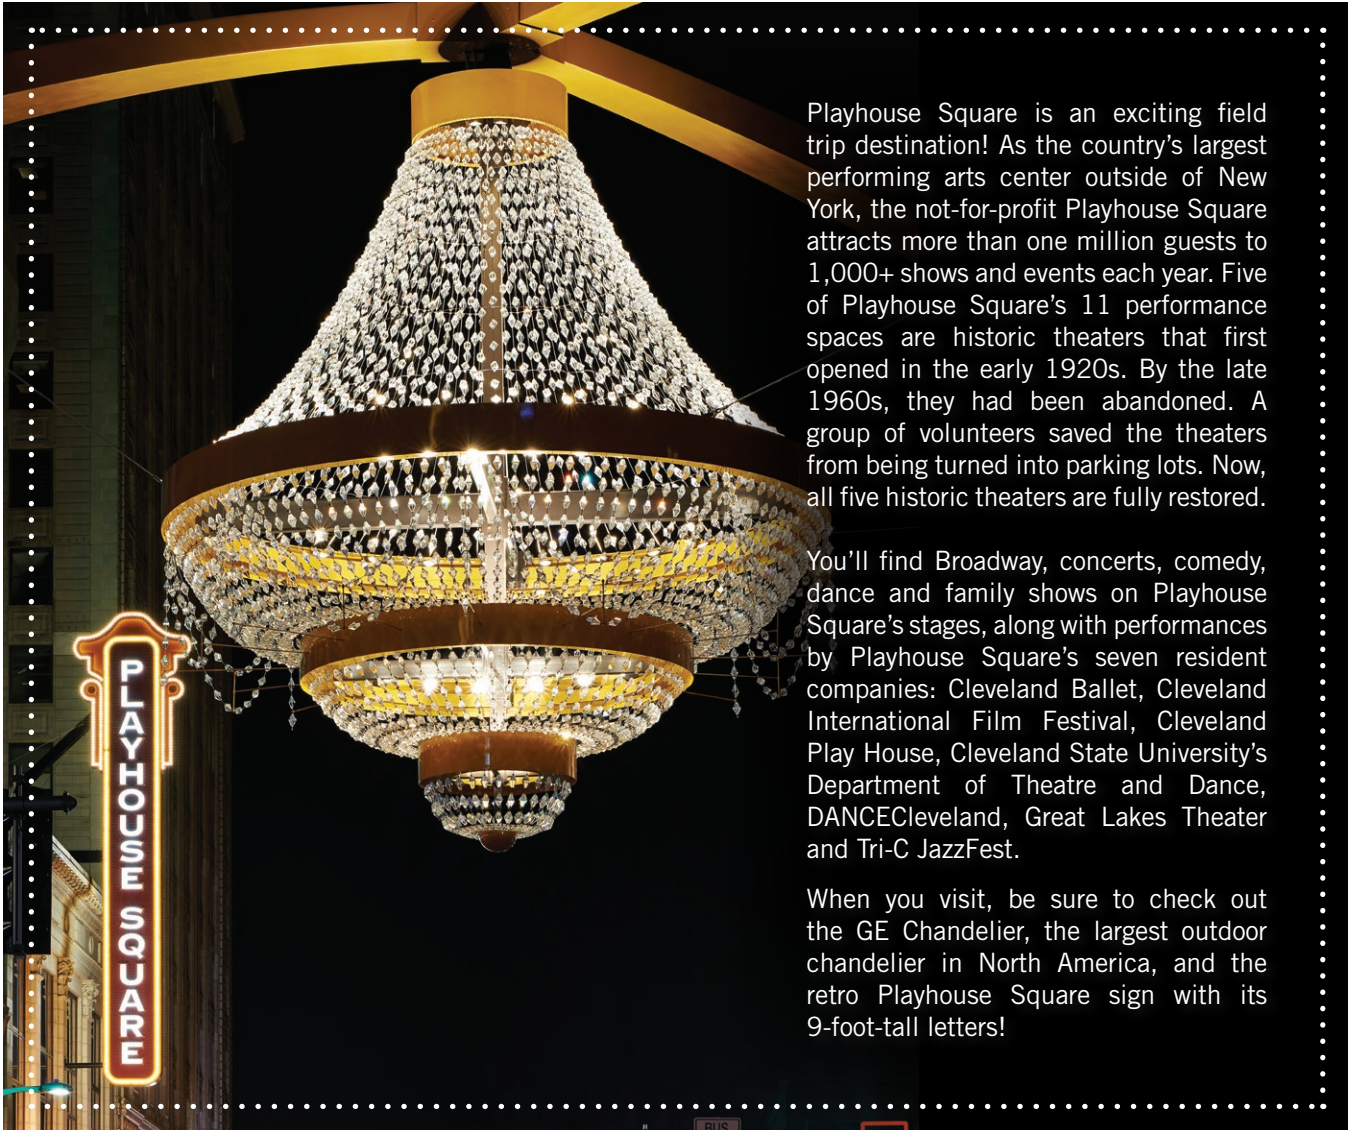 Playhouse Square is an exciting field
trip destination! As the country’s largest
performing arts center outside of New
York, the not-for-profit Playhouse Square
attracts more than one million guests to
1,000+ shows and events each year. Five
of Playhouse Square’s 11 performance
spaces are historic theaters that first
opened in the early 1920s. By the late
1960s, they had been abandoned. A
group of volunteers saved the theaters
from being turned into parking lots. Now,
all five historic theaters are fully restored.
You’ll find Broadway, concerts, comedy,
dance and family shows on Playhouse
Square’s stages, along with performances
by Playhouse Square’s seven resident
companies: Cleveland Ballet, Cleveland
International Film Festival, Cleveland
Play House, Cleveland State University’s
Department of Theatre and Dance,
DANCECleveland, Great Lakes Theater
and Tri-C JazzFest.
When you visit, be sure to check out
the GE Chandelier, the largest outdoor
chandelier in North America, and the
retro Playhouse Square sign with its
9-foot-tall letters!
PLAYHOUSE SQUARE
BUS